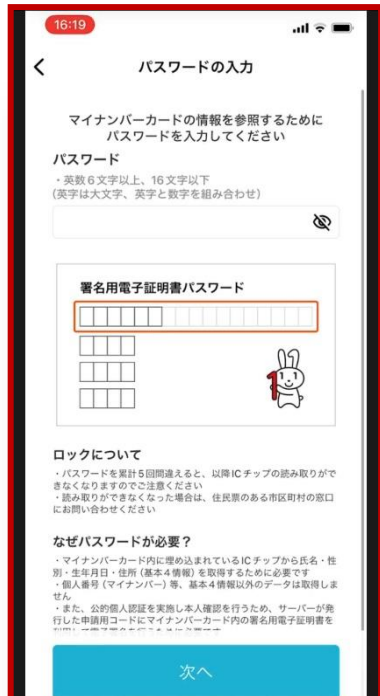 16:19
パスワードの入力
マイナンバーカードの情報を参照するために
パスワードを入力してください
パスワード
・英数6文字以上、16文字以下
(英字は大文字、英字と数字を組み合わせ)
署名用電子証明書パスワード
1
ロックについて
・パスワードを累計5回間違えると、以降ICチップの読み取りがで
きなくなりますのでご注意ください
・読み取りができなくなった場合は、住民票のある市区町村の窓口
にお問い合わせください
なぜパスワードが必要？
・マイナンバーカード内に埋め込まれているICチップから氏名・性
別・生年月日・住所 (基本4情報) を取得するために必要です
・個人番号 (マイナンバー) 等、基本4情報以外のデータは取得しま
せん
・また、公的個人認証を実施し本人確認を行うため、サーバーが発
行した申請用コードにマイナンバーカード内の署名用電子証明書を
次へ